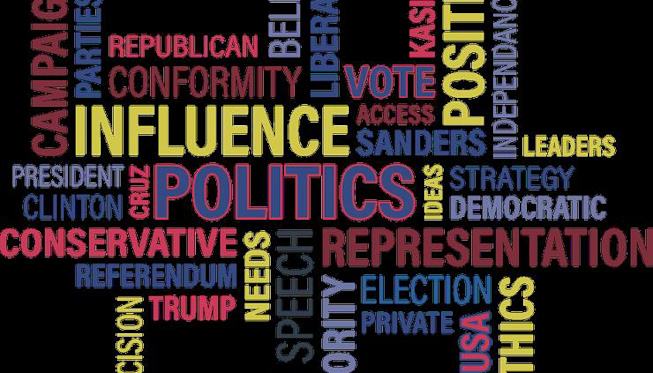 CAMPAIG
PARTIES
REPUBLICAN
BELI
LIBERA
KASI
POSITI
INDEPENDANC
CONFORMITY
VOTE
INFLUENCE
ACCESS
SANDERS
LEADERS
PRESIDENT
CRUZ
POLITICS
IDEAS
STRATEGY
CLINTON
DEMOCRATIC
CONSERVATIVE
NEEDS
SPEECH
REPRESENTATION
REFERENDUM
ORITY
ELECTION
THICS
CISION
TRUMP
PRIVATE
USA